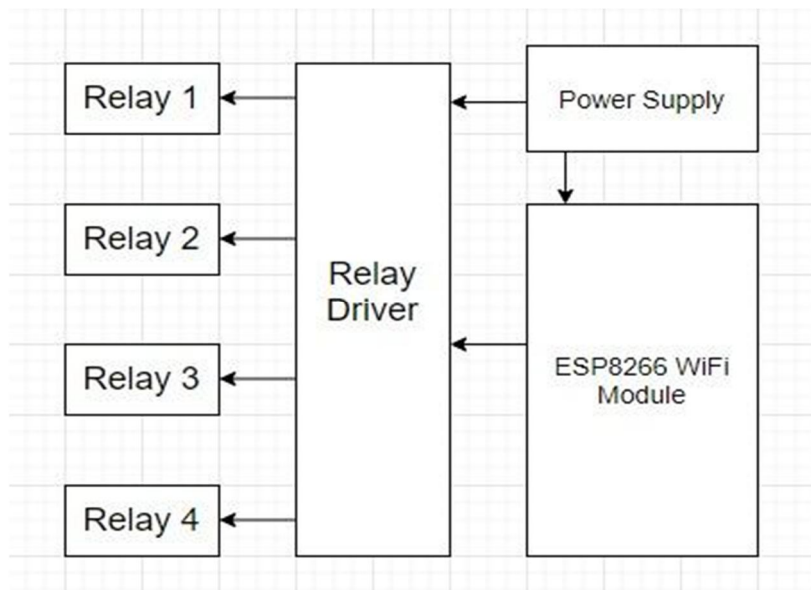 Relay 1
Relay 2
Relay 3
Relay 4
Relay
Driver
Power Supply
ESP8266 WiFi
Module